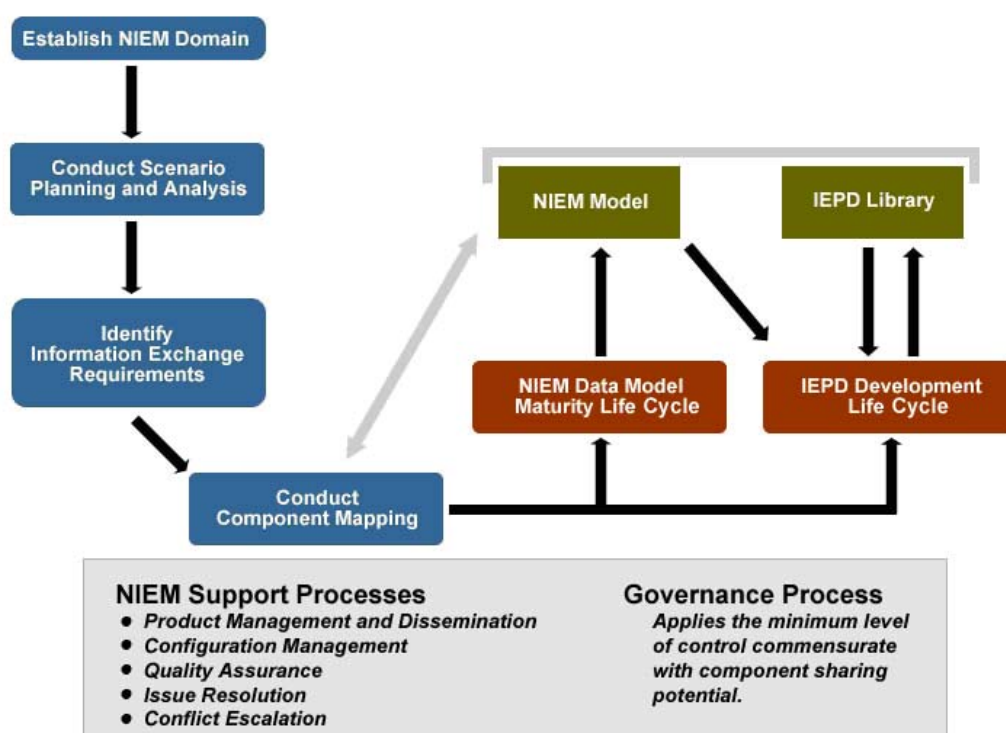 Establish NIEM Domain
Conduct Scenario
Planning and Analysis
Identify
Information Exchange
Requirements
Conduct
Component Mapping
NIEM Model
IEPD Library
NIEM Data Model
Maturity Life Cycle
IEPD Development
Life Cycle
NIEM Support Processes
● Product Management and Dissemination
● Configuration Management
● Quality Assurance
● Issue Resolution
● Conflict Escalation
Governance Process
Applies the minimum level
of control commensurate
with component sharing
potential.